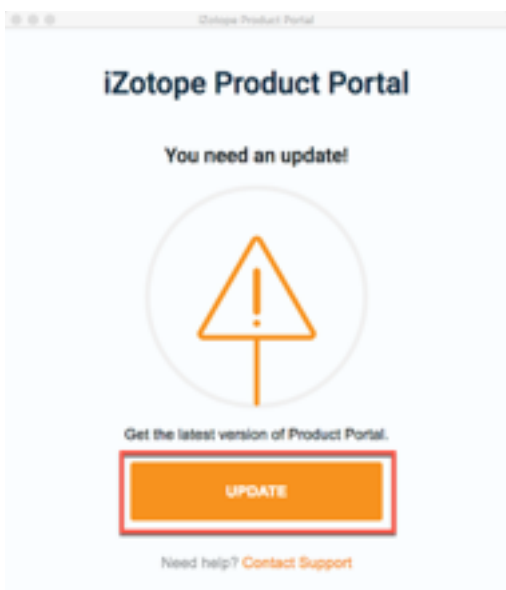 iZotope Product Portal
iZotope Product Portal
You need an update!
Get the latest version of Product Portal.
UPDATE
Need help? Contact Support